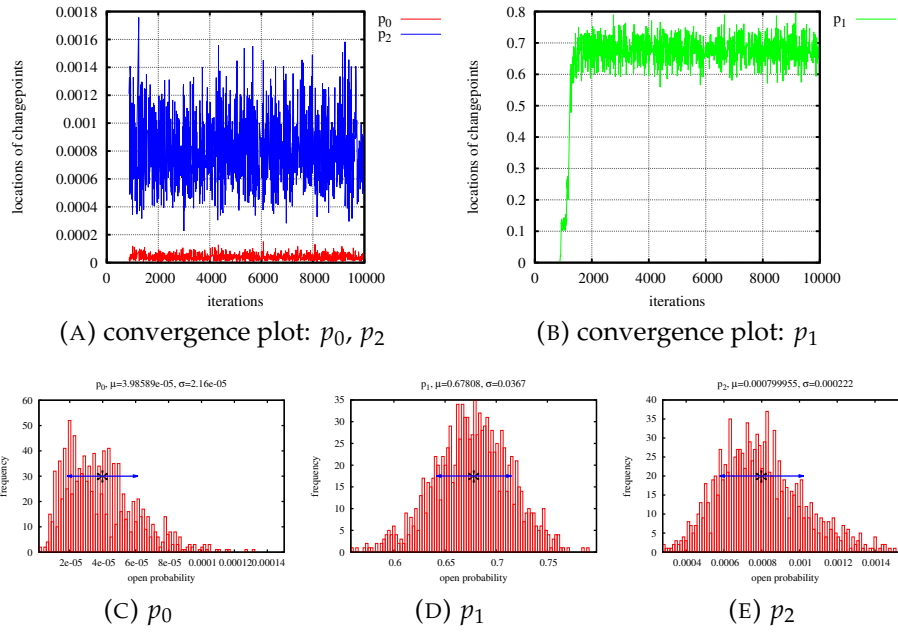 p0
p2
0.0018
0.0016
0.0014
0.0012
0.001
0.0008
0.0006
0.0004
0.0002
0
locations of changepoints
0 2000 4000 6000 8000 10000
iterations
(A) convergence plot: p0, p2
p1
0.8
0.7
0.6
0.5
0.4
0.3
0.2
0.1
0
locations of changepoints
0 2000 4000 6000 8000 10000
iterations
(B) convergence plot: p1
p0, μ=3.98589e-05, σ=2.16e-05
60
50
40
30
20
10
0
frequency
2e-05 4e-05 6e-05 8e-05 0.0001 0.00012 0.00014
open probability
(C) p0
p1, μ=0.67808, σ=0.0367
35
30
25
20
15
10
5
0
frequency
0.6 0.65 0.7 0.75
open probability
(D) p1
p2, μ=0.000799955, σ=0.000222
40
35
30
25
20
15
10
5
0
frequency
0.0004 0.0006 0.0008 0.001 0.0012 0.0014
open probability
(E) p2